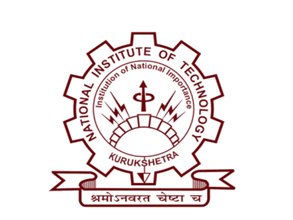 NATIONAL INSTITUTE OF TECHNOLOGY
Institution of National Importance
KURUKSHETRA
श्रमोऽनवरत चेष्टा च